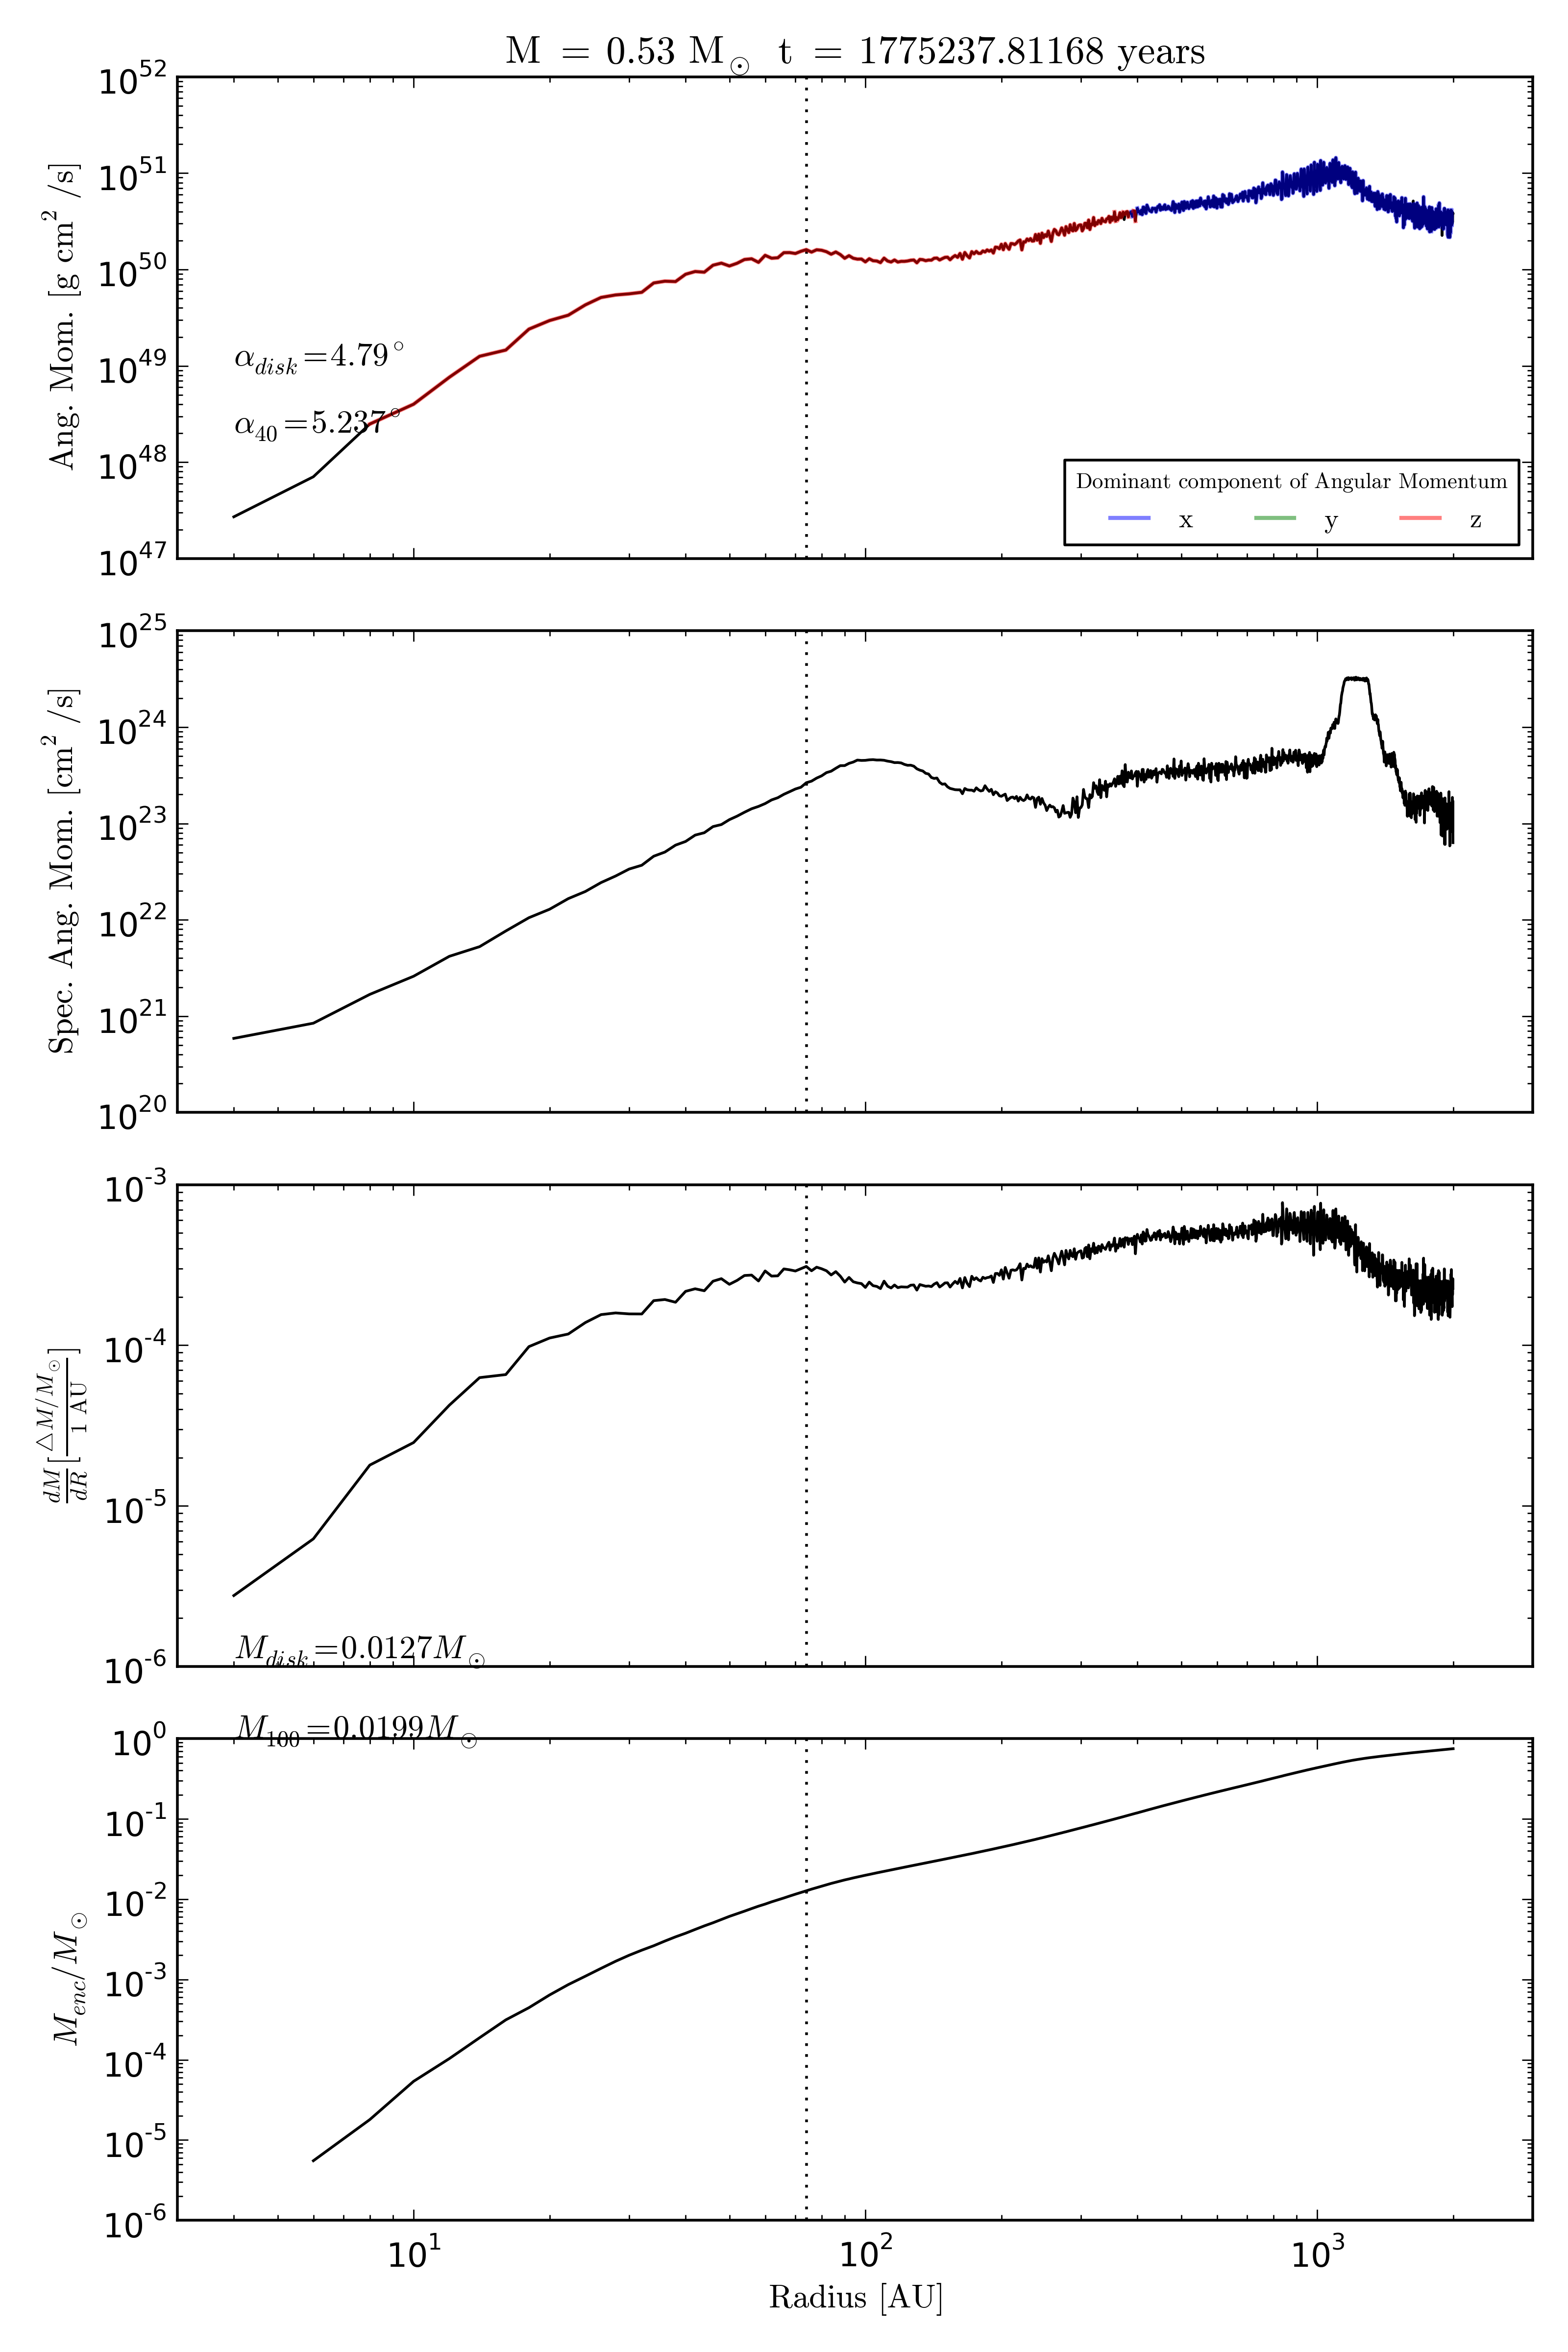 M = 0.53 M⊙ t = 1775237.81168 years
10^52
10^51
10^50
10^49
10^48
10^47
Ang. Mom. [g cm^2 /s]
α_disk=4.79°
α_40=5.237°
Dominant component of Angular Momentum
x y z
10^25
10^24
10^23
10^22
10^21
10^20
Spec. Ang. Mom. [cm^2 /s]
10^-3
10^-4
10^-5
10^-6
dM/dR [△M/M⊙ / 1 AU]
M_disk=0.0127M⊙
M_100=0.0199M⊙
10^0
10^-1
10^-2
10^-3
10^-4
10^-5
10^-6
M_enc/M⊙
10^1 10^2 10^3
Radius [AU]